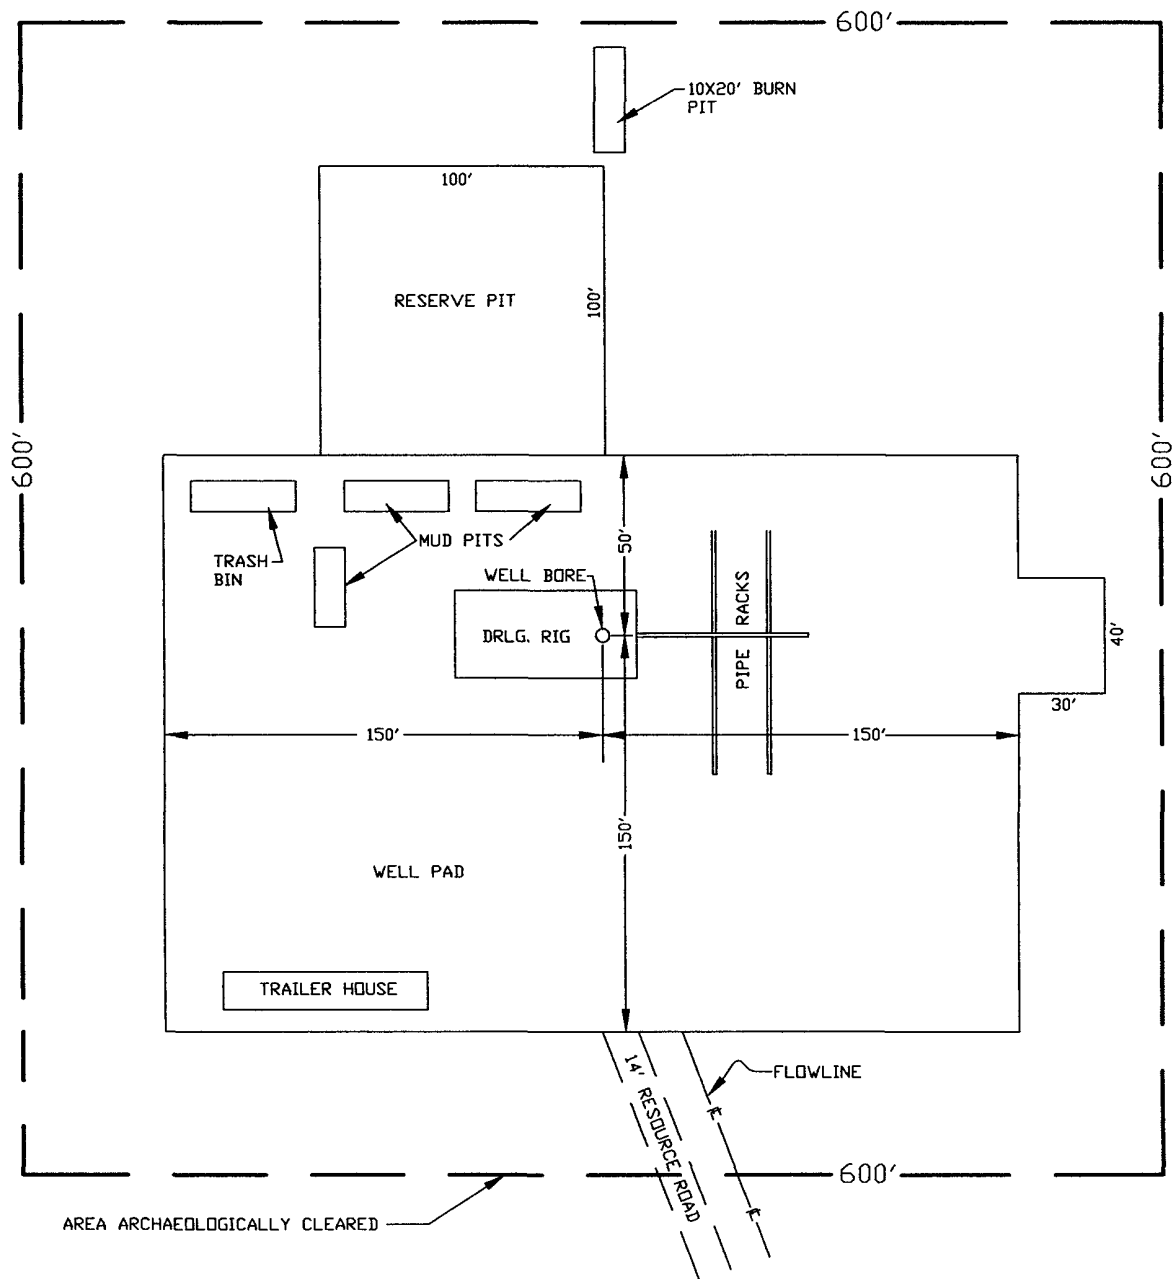 600'
10X20' BURN
PIT
100'
RESERVE PIT
100'
600'
600'
TRASH
BIN
MUD PITS
50'
WELL BORE
DRLG. RIG
PIPE RACKS
40'
30'
150'
150'
150'
WELL PAD
TRAILER HOUSE
14' RESOURCE ROAD
FLOWLINE
600'
AREA ARCHAEOLOGICALLY CLEARED